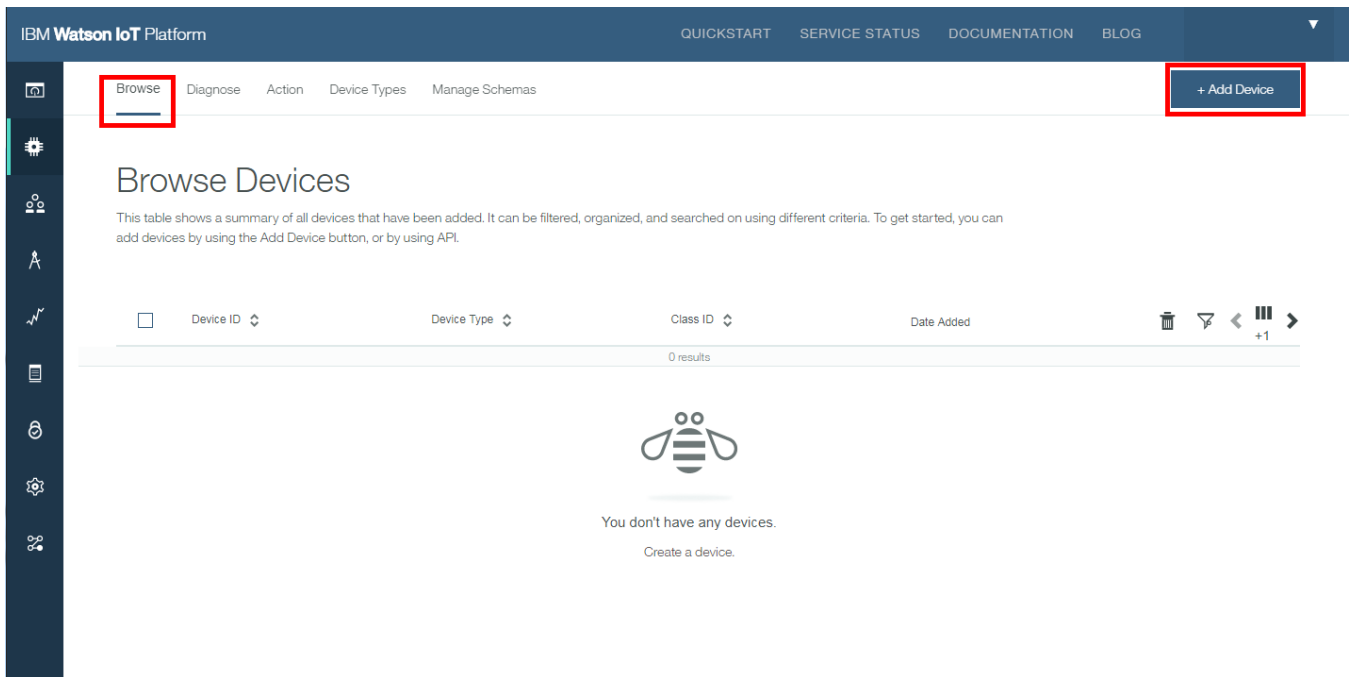 IBM Watson IoT Platform
QUICKSTART SERVICE STATUS DOCUMENTATION BLOG
Browse Diagnose Action Device Types Manage Schemas
+ Add Device
Browse Devices
This table shows a summary of all devices that have been added. It can be filtered, organized, and searched on using different criteria. To get started, you can
add devices by using the Add Device button, or by using API.
Device ID Device Type Class ID Date Added
+1
0 results
You don't have any devices.
Create a device.